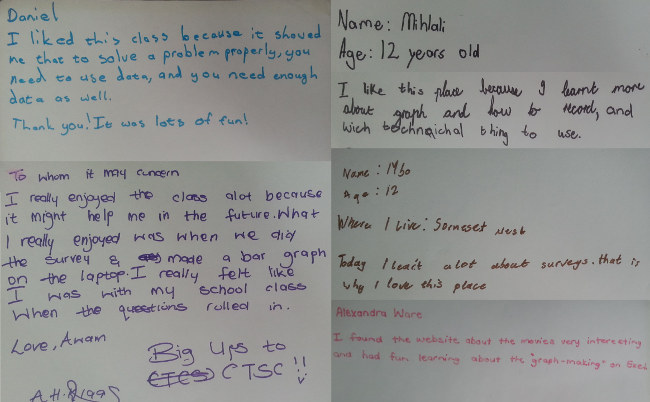 Daniel
I liked this class because it showed
me that to solve a problem properly, you
need to use data, and you need enough
data as well.
Thank you! It was lots of fun!
To whom it may concern
I really enjoyed the class alot because
it might help me in the future. What
I really enjoyed was when we did
the survey & made a bar graph
on the laptop. I really felt like
I was with my school class
when the questions rolled in.
Love, Anam
Big Ups to
CTSC !!
Name: Mihlali
Age: 12 years old
I like this place because I learnt more
about graph and how to record, and
wich technaichal thing to use.
Name :
Age : 12
Where I Live: Someset West
Today I leart alot about surveys. that is
why I love this place
Alexandra Ware
I found the website about the movies very interesting
and had fun learning about the "graph-making" on Excel